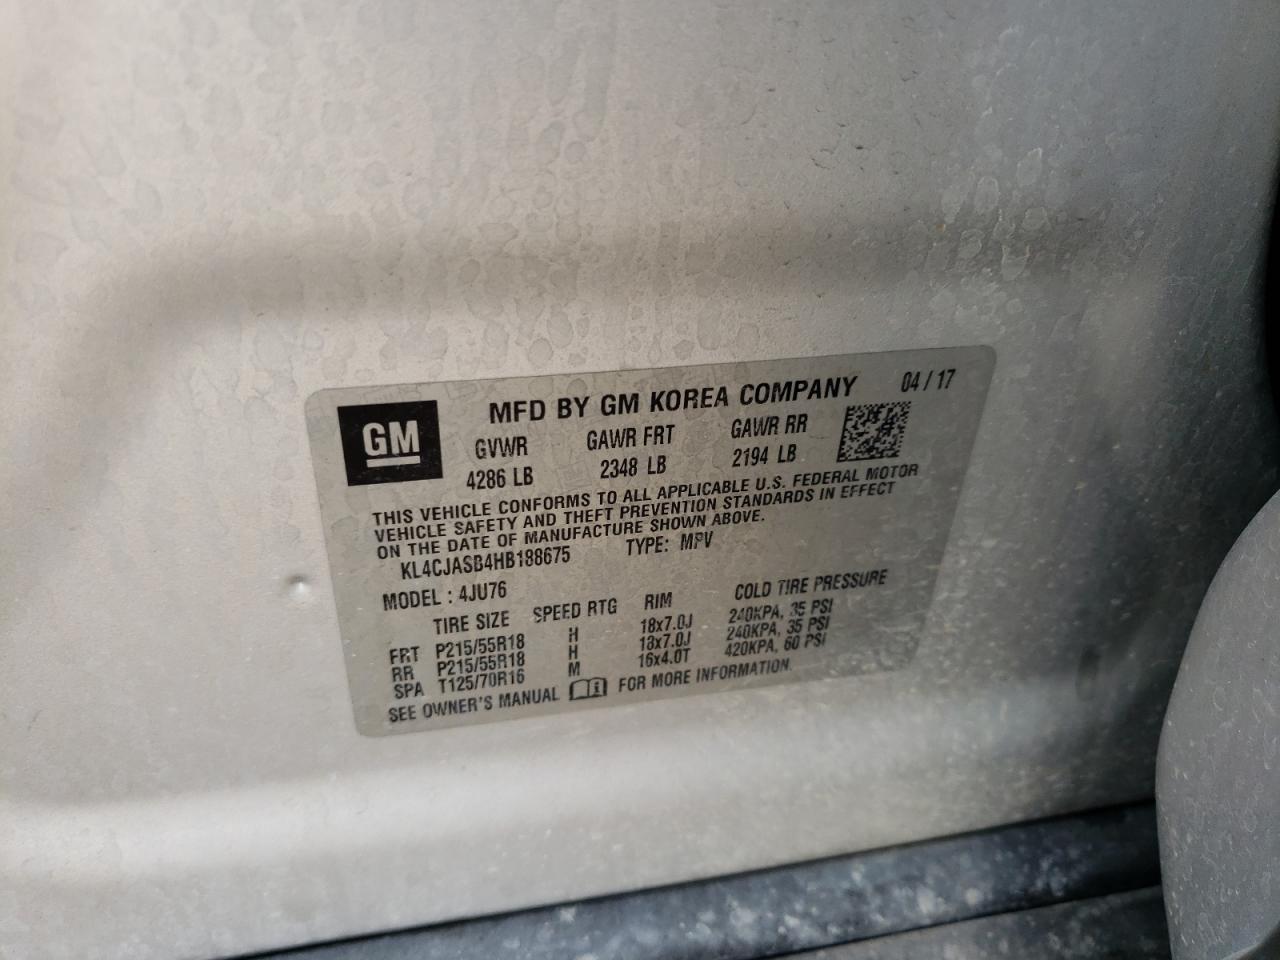 MFD BY GM KOREA COMPANY 04 / 17
GM
GVWR GAWR FRT GAWR RR
4286 LB 2348 LB 2194 LB
THIS VEHICLE CONFORMS TO ALL APPLICABLE U.S. FEDERAL MOTOR
VEHICLE SAFETY AND THEFT PREVENTION STANDARDS IN EFFECT
ON THE DATE OF MANUFACTURE SHOWN ABOVE.
KL4CJASB4HB188675 TYPE: MPV
MODEL : 4JU76
TIRE SIZE SPEED RTG RIM COLD TIRE PRESSURE
FRT P215/55R18 H 18x7.0J 240KPA, 35 PSI
RR P215/55R18 H 18x7.0J 240KPA, 35 PSI
SPA T125/70R16 M 16x4.0T 420KPA, 60 PSI
SEE OWNER'S MANUAL FOR MORE INFORMATION.